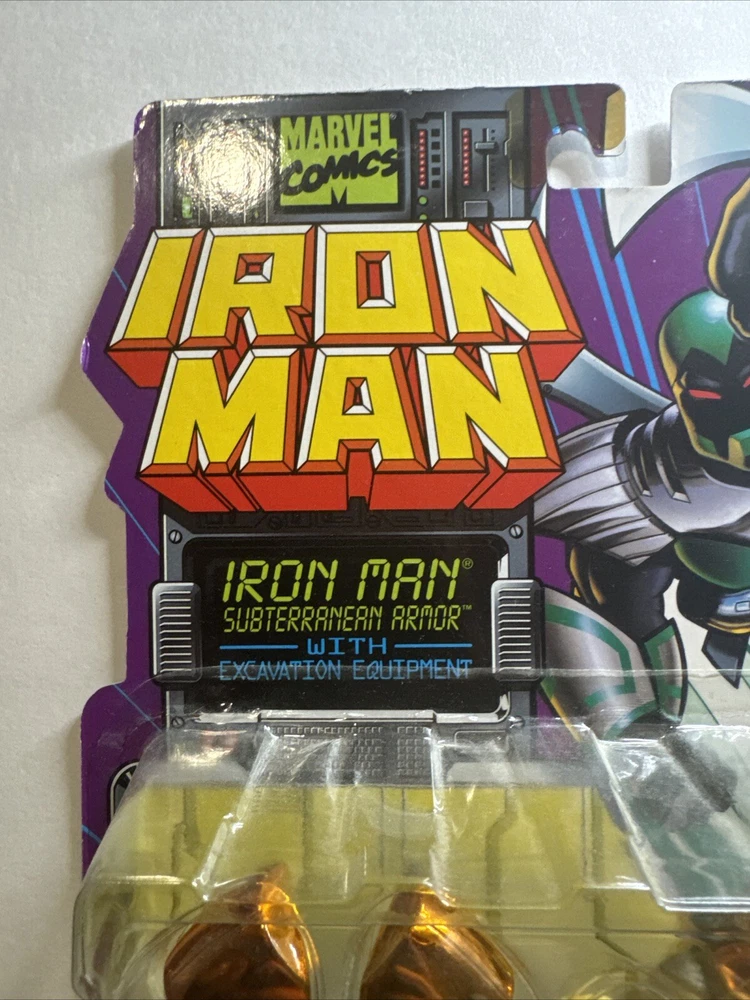 MARVEL
COMICS
M
IRON
MAN
IRON MAN®
SUBTERRANEAN ARMOR™
WITH
EXCAVATION EQUIPMENT